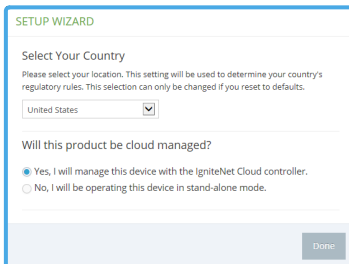 SETUP WIZARD
Select Your Country
Please select your location. This setting will be used to determine your country's
regulatory rules. This selection can only be changed if you reset to defaults.
United States
Will this product be cloud managed?
Yes, I will manage this device with the IgniteNet Cloud controller.
No, I will be operating this device in stand-alone mode.
Done